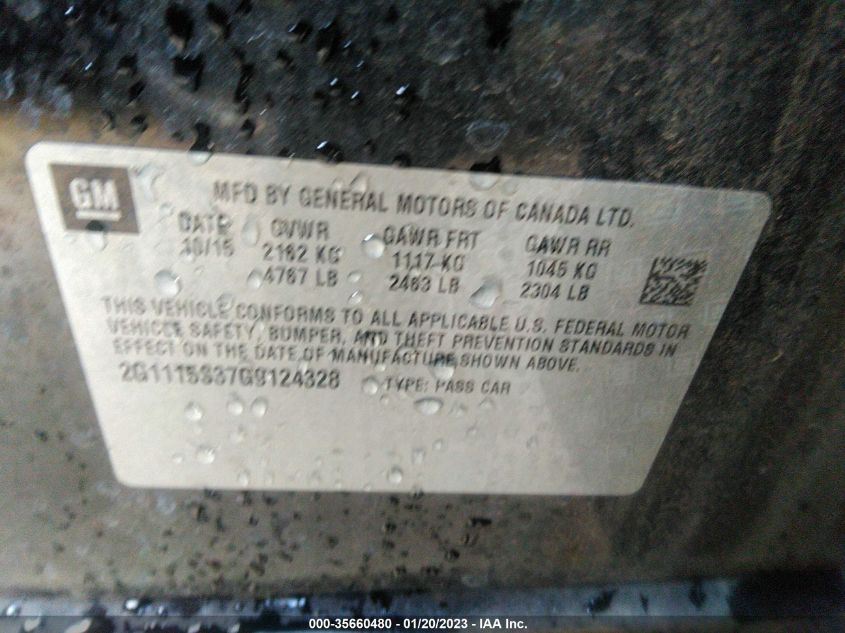 GM
MFD BY GENERAL MOTORS OF CANADA LTD.
DATE GVWR GAWR FRT GAWR RR
10/15 2162 KG 1117 KG 1045 KG
4767 LB 2463 LB 2304 LB
THIS VEHICLE CONFORMS TO ALL APPLICABLE U.S. FEDERAL MOTOR
VEHICLE SAFETY, BUMPER, AND THEFT PREVENTION STANDARDS IN
EFFECT ON THE DATE OF MANUFACTURE SHOWN ABOVE.
2G1115S37G9124328 TYPE: PASS CAR
000-35660480 - 01/20/2023 - IAA Inc.